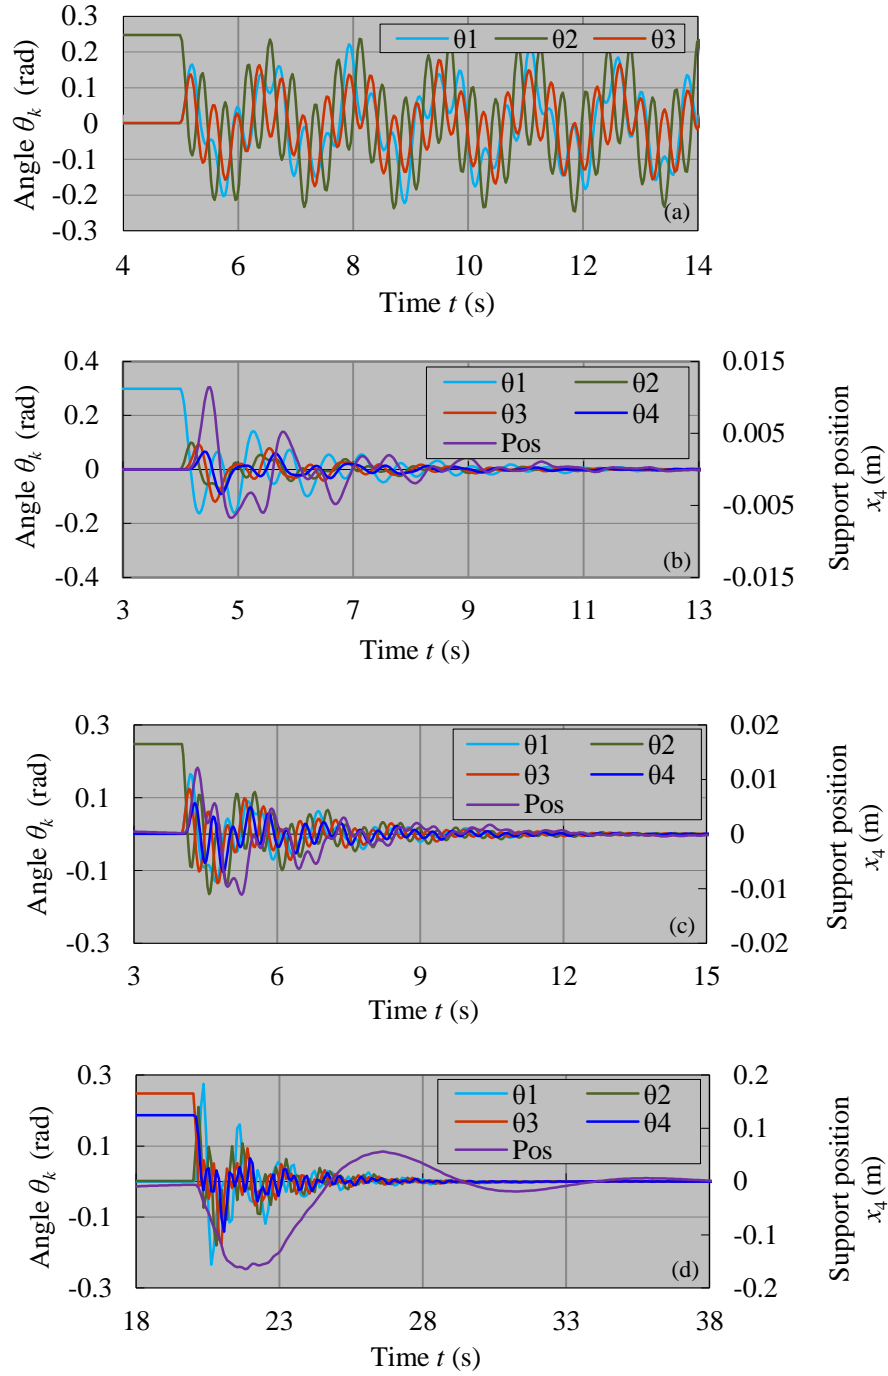 θ1 θ2 θ3
0.3
0.2
0.1
0
-0.1
-0.2
-0.3
Angle θk (rad)
(a)
4 6 8 10 12 14
Time t (s)
0.4
0.2
0
-0.2
-0.4
Angle θk (rad)
θ1 θ2
θ3 θ4
Pos
0.015
0.005
-0.005
-0.015
Support position
x4 (m)
(b)
3 5 7 9 11 13
Time t (s)
0.3
0.1
-0.1
-0.3
Angle θk (rad)
θ1 θ2
θ3 θ4
Pos
0.02
0.01
0
-0.01
-0.02
Support position
x4 (m)
(c)
3 6 9 12 15
Time t (s)
0.3
0.1
-0.1
-0.3
Angle θk (rad)
θ1 θ2
θ3 θ4
Pos
0.2
0.1
0
-0.1
-0.2
Support position
x4 (m)
(d)
18 23 28 33 38
Time t (s)